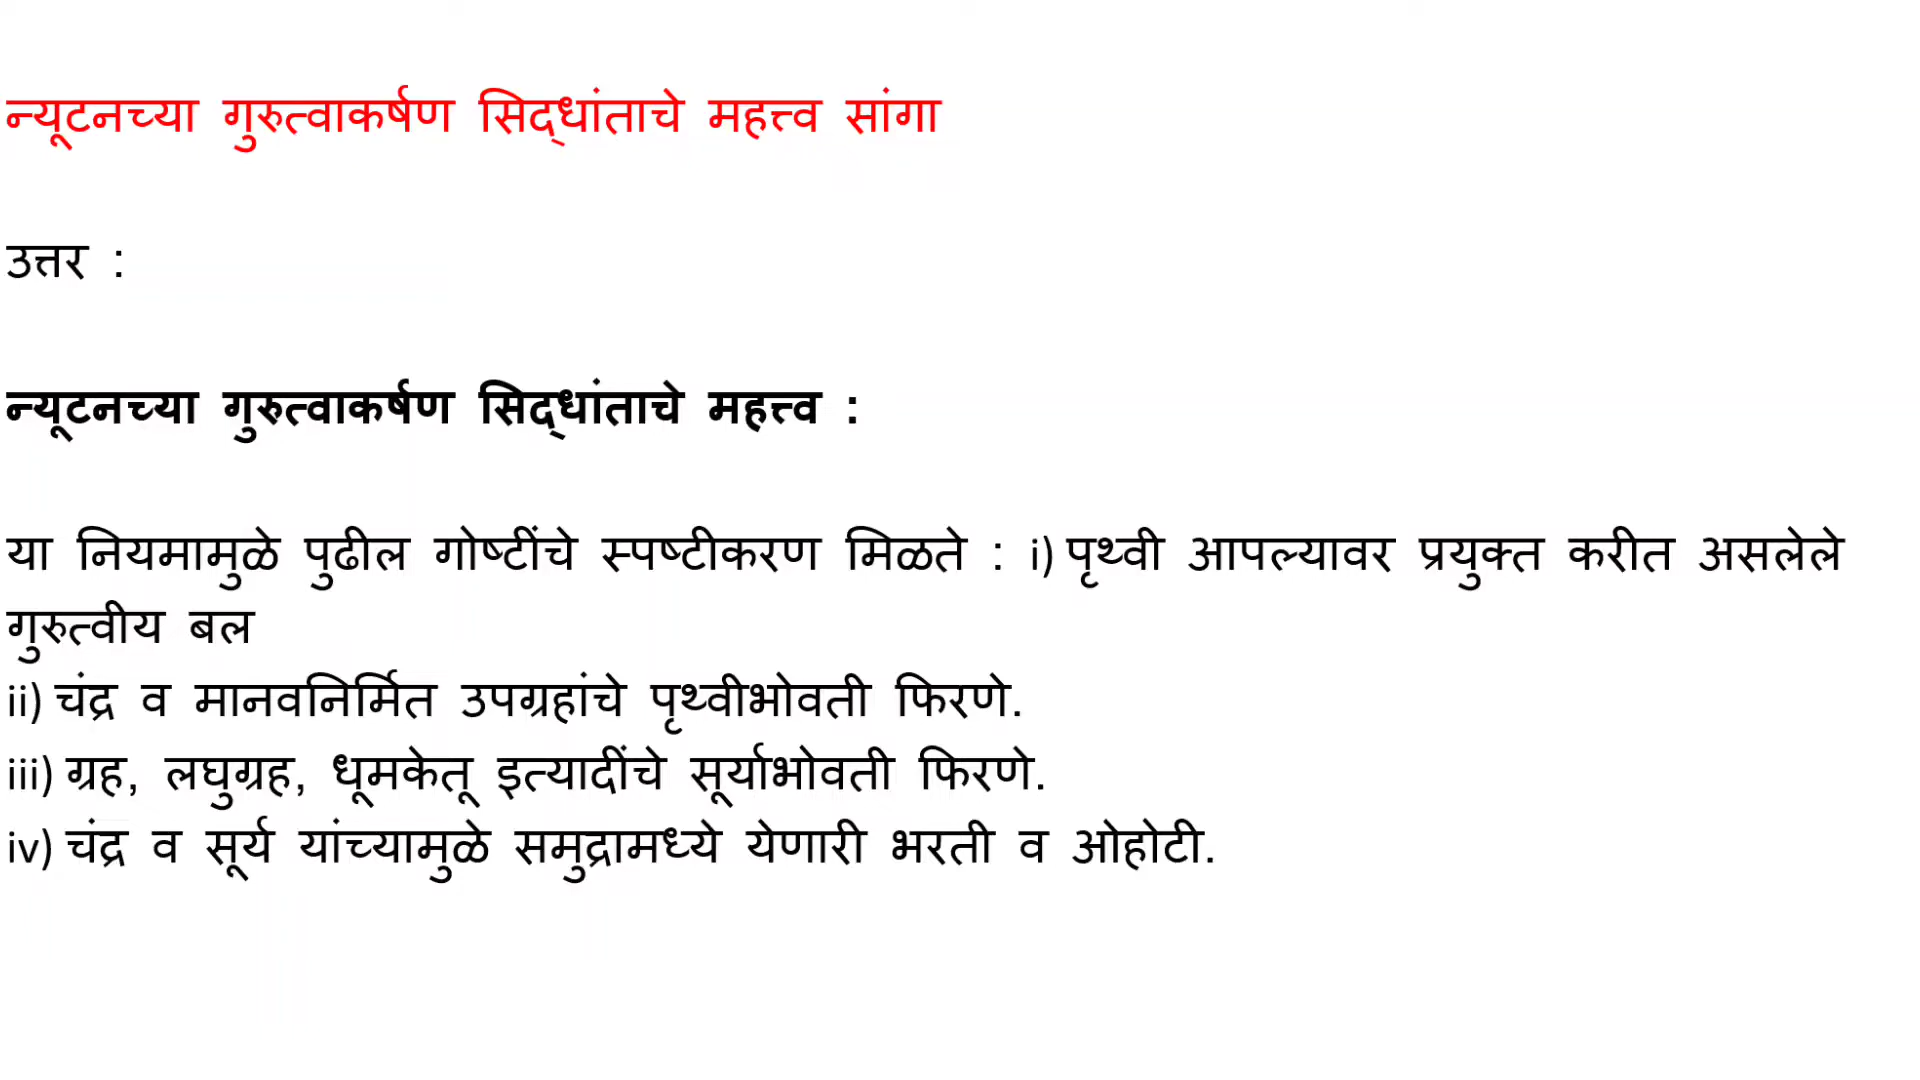 न्यूटनच्या गुरुत्वाकर्षण सिद्धांताचे महत्त्व सांगा
उत्तर :
न्यूटनच्या गुरुत्वाकर्षण सिद्धांताचे महत्त्व :
या नियमामुळे पुढील गोष्टींचे स्पष्टीकरण मिळते : i) पृथ्वी आपल्यावर प्रयुक्त करीत असलेले
गुरुत्वीय बल
ii) चंद्र व मानवनिर्मित उपग्रहांचे पृथ्वीभोवती फिरणे.
iii) ग्रह, लघुग्रह, धूमकेतू इत्यादींचे सूर्याभोवती फिरणे.
iv) चंद्र व सूर्य यांच्यामुळे समुद्रामध्ये येणारी भरती व ओहोटी.